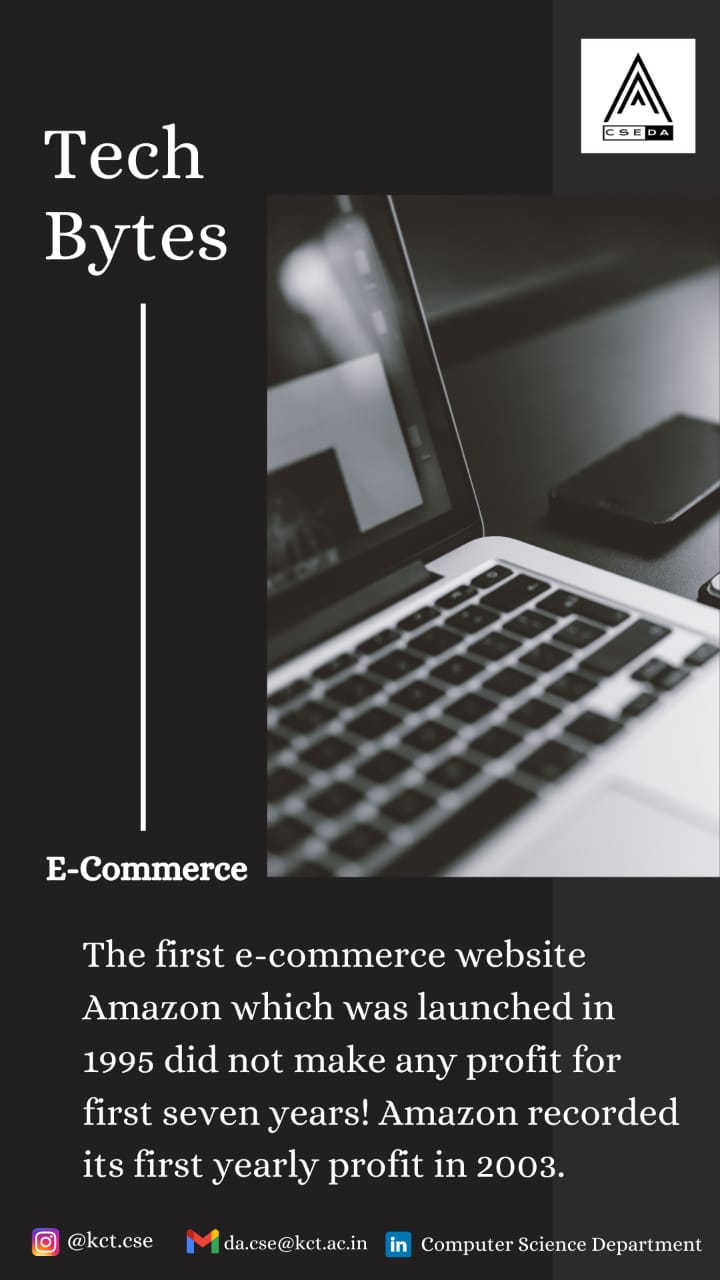 CSEDA
Tech
Bytes
E-Commerce
The first e-commerce website
Amazon which was launched in
1995 did not make any profit for
first seven years! Amazon recorded
its first yearly profit in 2003.
@kct.cse da.cse@kct.ac.in in Computer Science Department